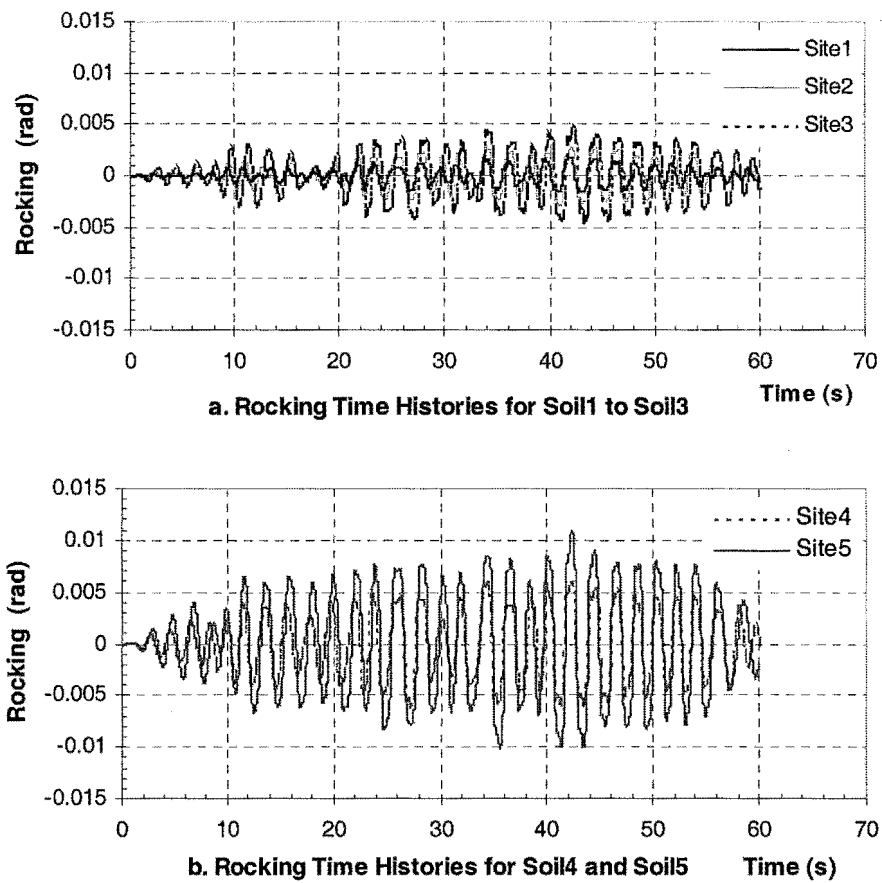 0.015
0.01
0.005
0
-0.005
-0.01
-0.015
Rocking (rad)
Site1
Site2
Site3
0 10 20 30 40 50 60 70
Time (s)
a. Rocking Time Histories for Soil1 to Soil3
0.015
0.01
0.005
0
-0.005
-0.01
-0.015
Rocking (rad)
Site4
Site5
0 10 20 30 40 50 60 70
b. Rocking Time Histories for Soil4 and Soil5 Time (s)